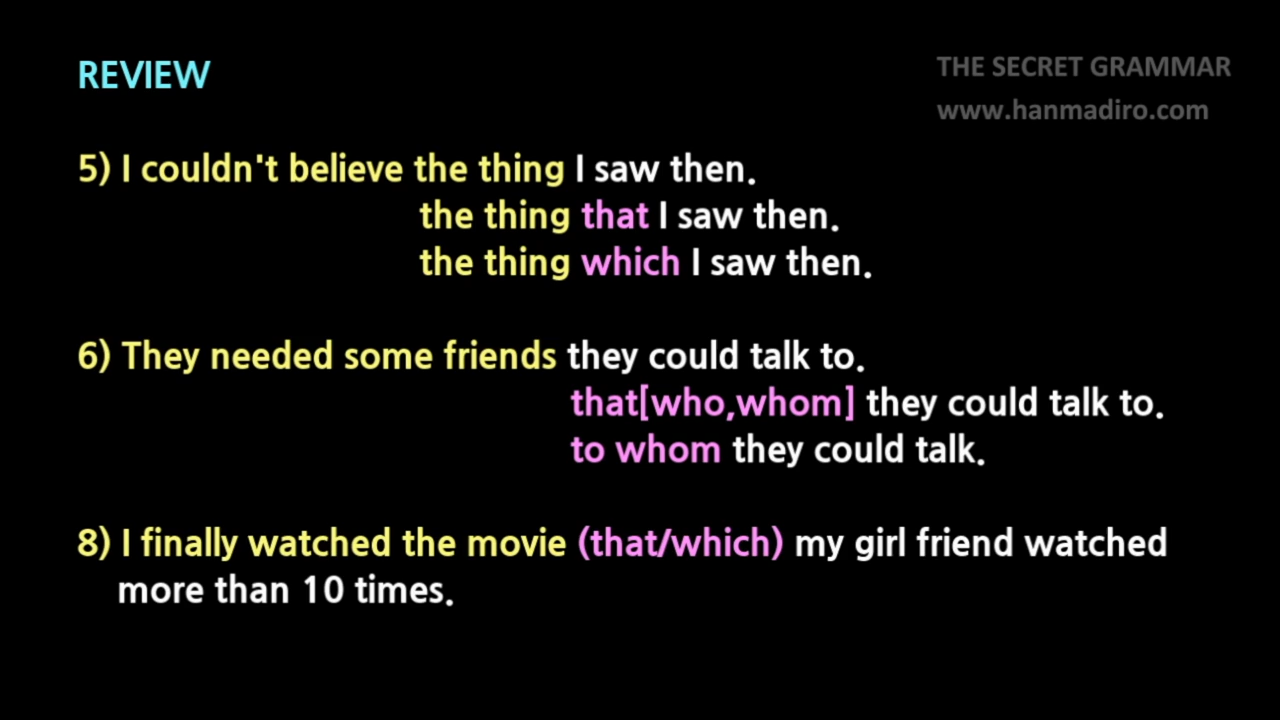 REVIEW
THE SECRET GRAMMAR
www.hanmadiro.com
5) I couldn't believe the thing I saw then.
the thing that I saw then.
the thing which I saw then.
6) They needed some friends they could talk to.
that[who,whom] they could talk to.
to whom they could talk.
8) I finally watched the movie (that/which) my girl friend watched
more than 10 times.